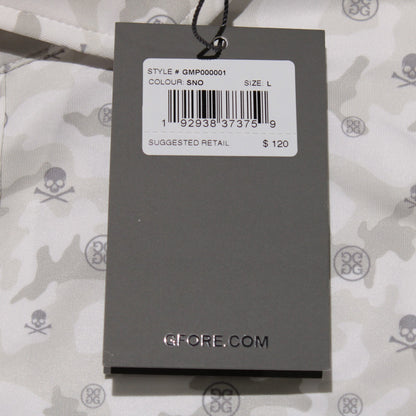 STYLE # GMP000001
COLOUR: SNO SIZE: L
1 92938 37375 9
SUGGESTED RETAIL $ 120
GFORE.COM